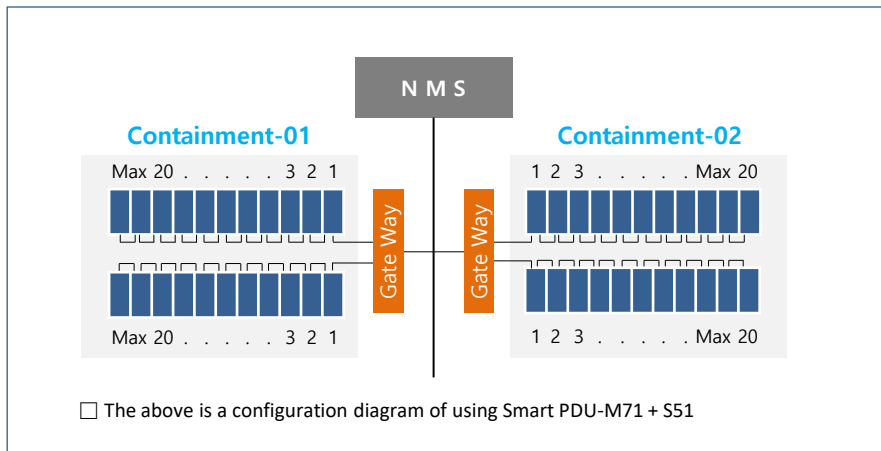 N M S
Containment-01
Containment-02
Max 20 . . . . . 3 2 1
1 2 3 . . . . . Max 20
Gate Way
Gate Way
Max 20 . . . . . 3 2 1
1 2 3 . . . . . Max 20
□ The above is a configuration diagram of using Smart PDU-M71 + S51